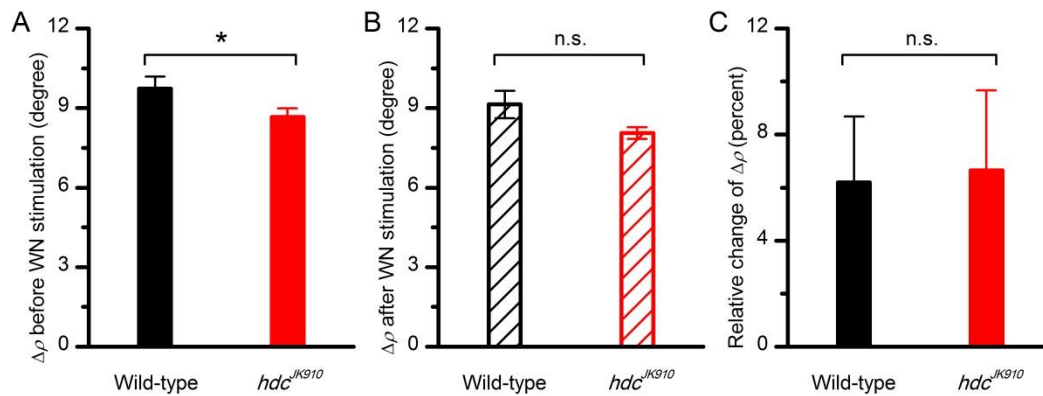 A
Δρ before WN stimulation (degree)
12
9
6
3
0
*
Wild-type
hdc^JK910
B
Δρ after WN stimulation (degree)
12
9
6
3
0
n.s.
Wild-type
hdc^JK910
C
Relative change of Δρ (percent)
12
8
4
0
n.s.
Wild-type
hdc^JK910